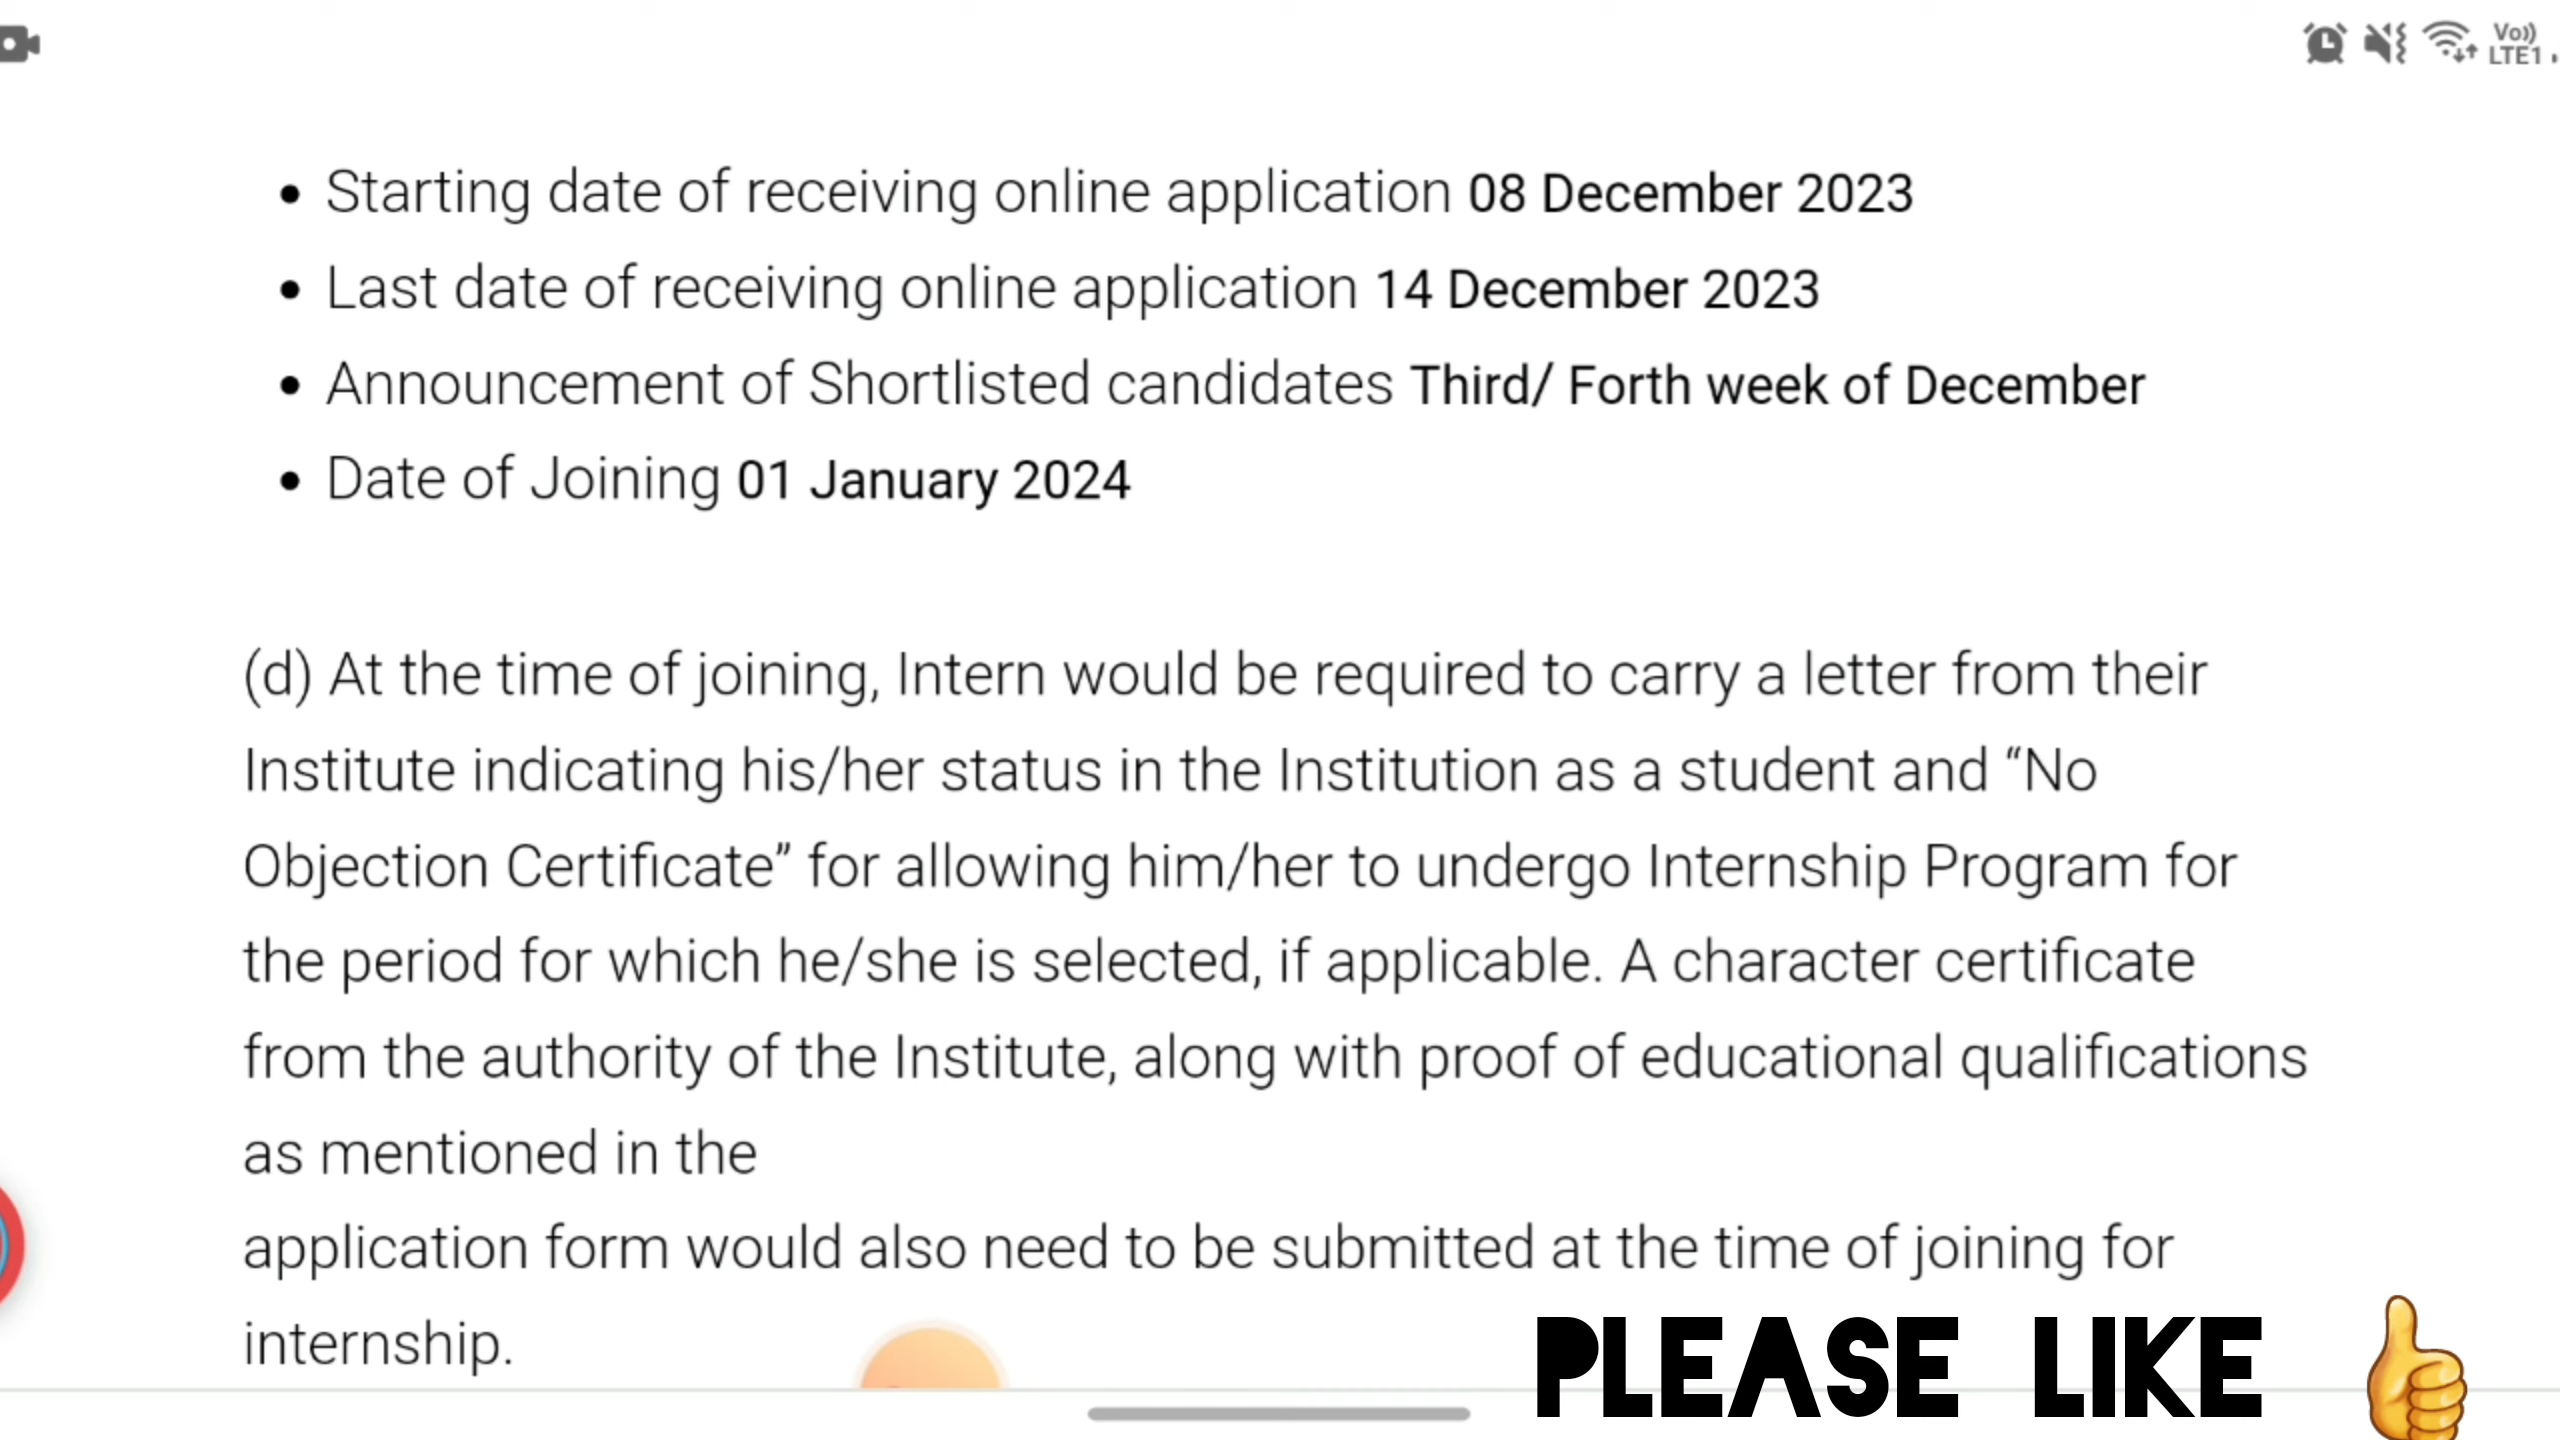 Vo))
LTE1
• Starting date of receiving online application 08 December 2023
• Last date of receiving online application 14 December 2023
• Announcement of Shortlisted candidates Third/ Forth week of December
• Date of Joining 01 January 2024
(d) At the time of joining, Intern would be required to carry a letter from their
Institute indicating his/her status in the Institution as a student and “No
Objection Certificate” for allowing him/her to undergo Internship Program for
the period for which he/she is selected, if applicable. A character certificate
from the authority of the Institute, along with proof of educational qualifications
as mentioned in the
application form would also need to be submitted at the time of joining for
internship.
PLEASE LIKE